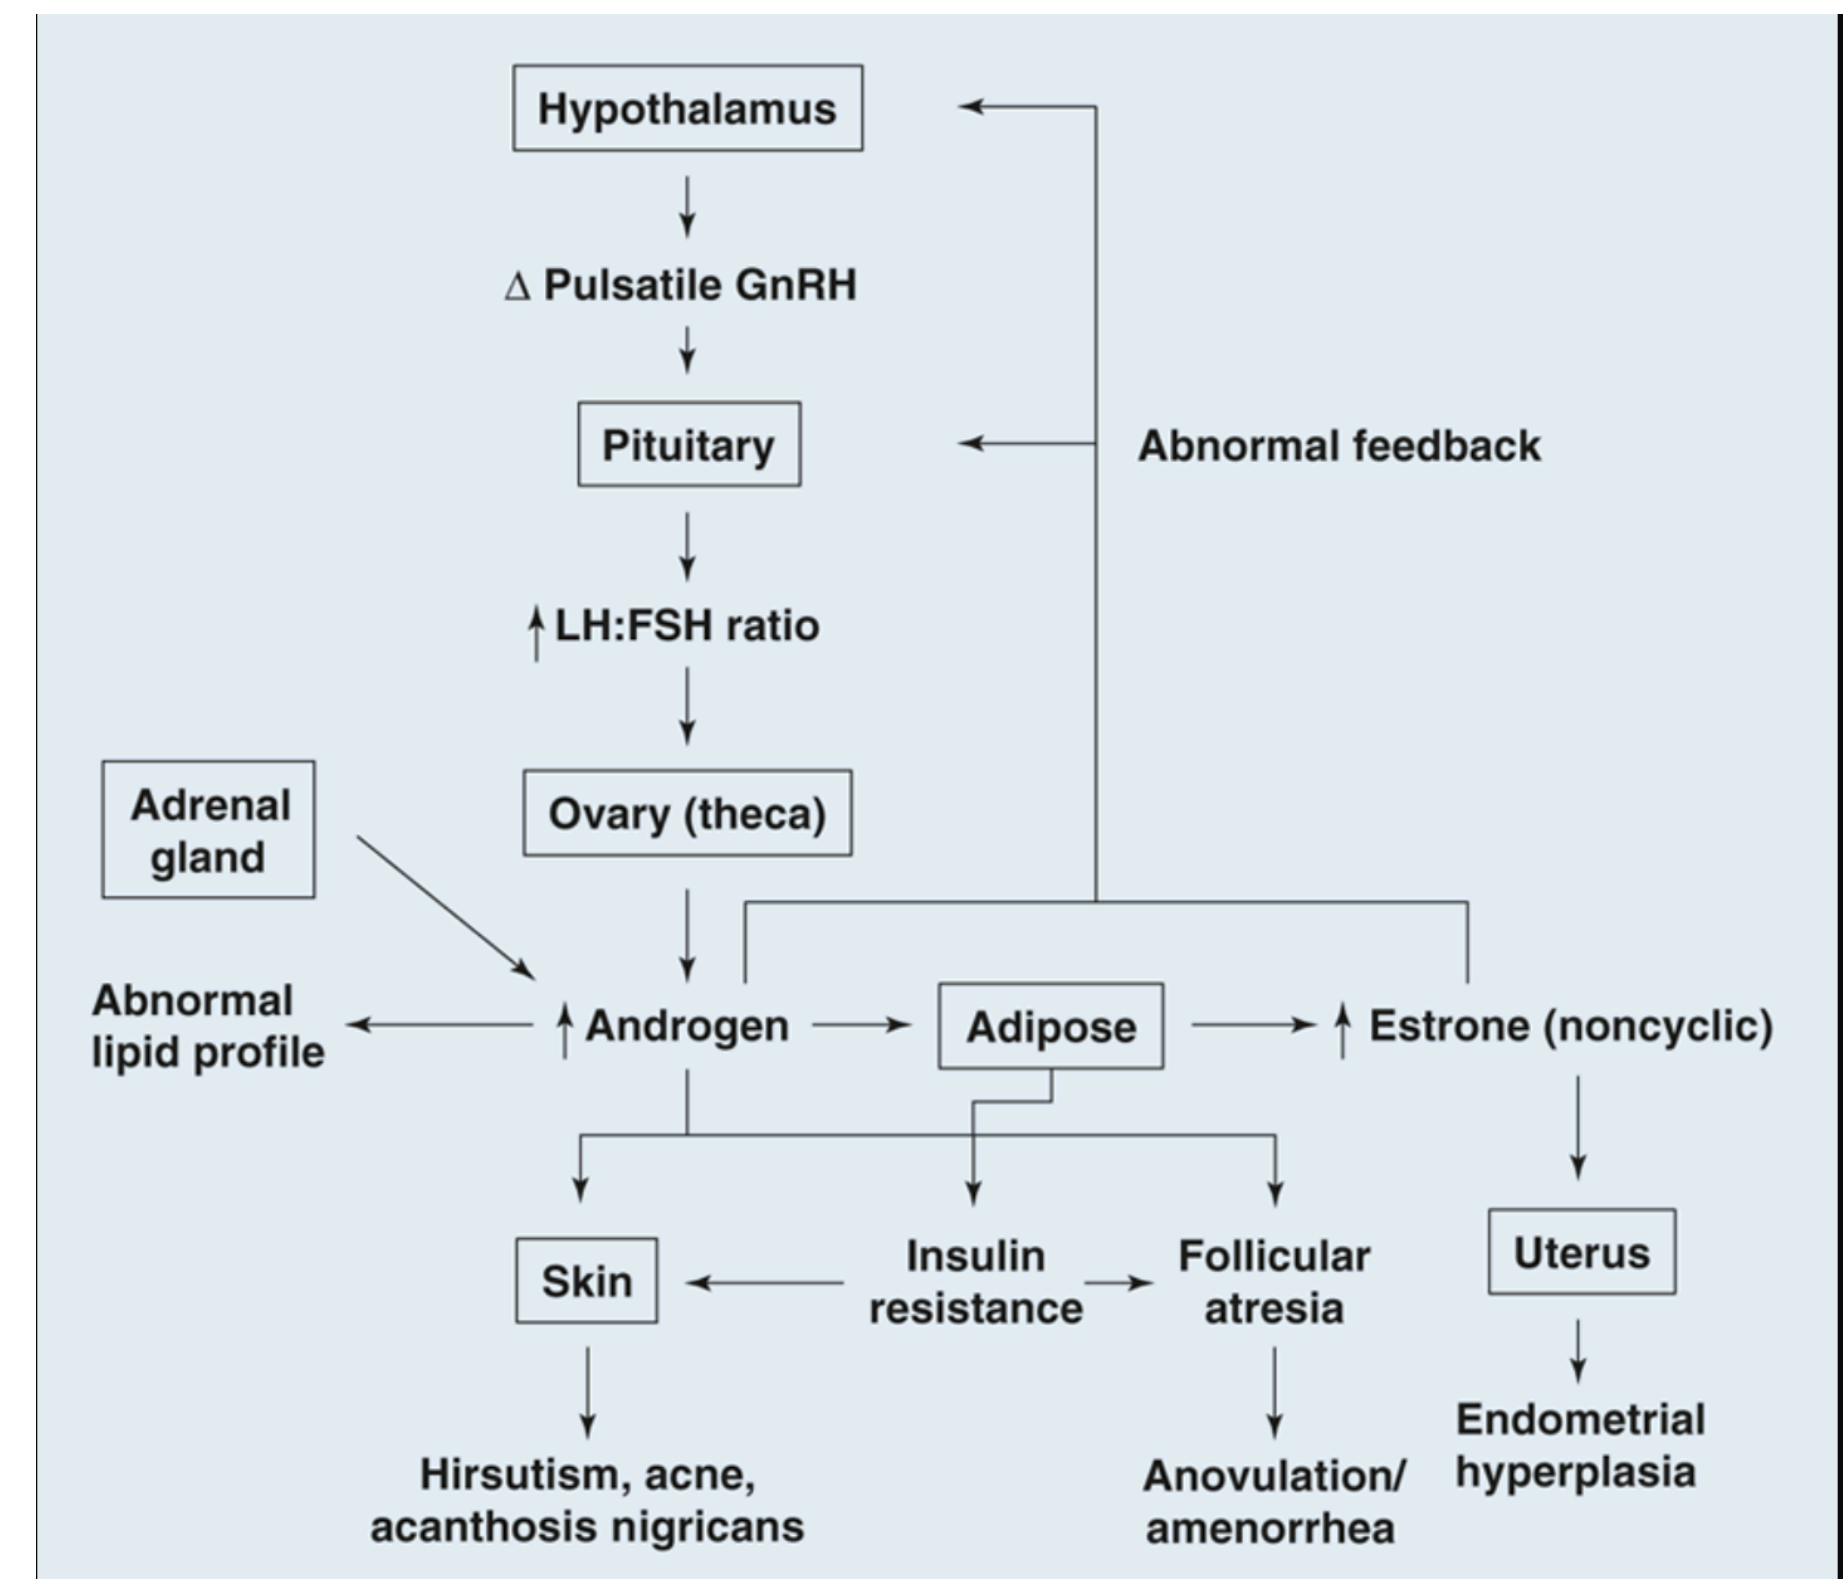 Hypothalamus
Δ Pulsatile GnRH
Pituitary
Abnormal feedback
LH:FSH ratio
Adrenal
gland
Ovary (theca)
Abnormal
lipid profile
Androgen
Adipose
Estrone (noncyclic)
Skin
Insulin
resistance
Follicular
atresia
Uterus
Hirsutism, acne,
acanthosis nigricans
Anovulation/
amenorrhea
Endometrial
hyperplasia